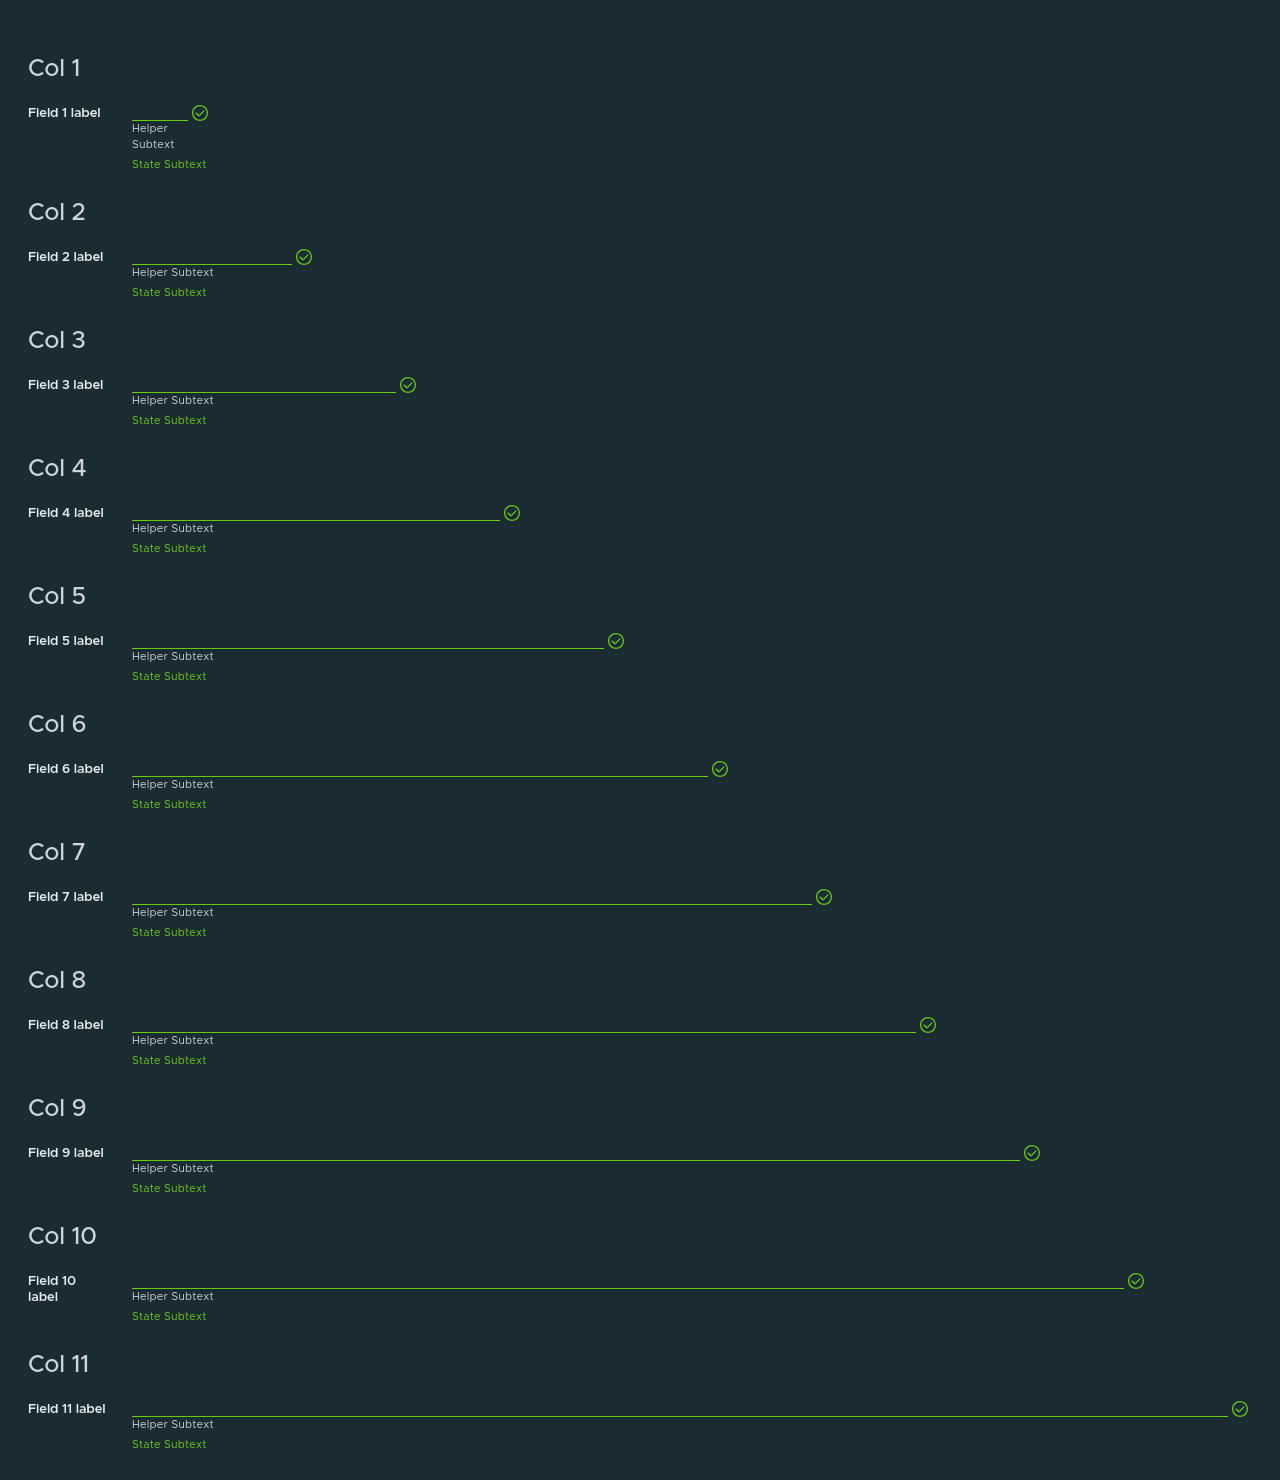 Col 1
Field 1 label
Helper
Subtext
State Subtext
Col 2
Field 2 label
Helper Subtext
State Subtext
Col 3
Field 3 label
Helper Subtext
State Subtext
Col 4
Field 4 label
Helper Subtext
State Subtext
Col 5
Field 5 label
Helper Subtext
State Subtext
Col 6
Field 6 label
Helper Subtext
State Subtext
Col 7
Field 7 label
Helper Subtext
State Subtext
Col 8
Field 8 label
Helper Subtext
State Subtext
Col 9
Field 9 label
Helper Subtext
State Subtext
Col 10
Field 10
label
Helper Subtext
State Subtext
Col 11
Field 11 label
Helper Subtext
State Subtext